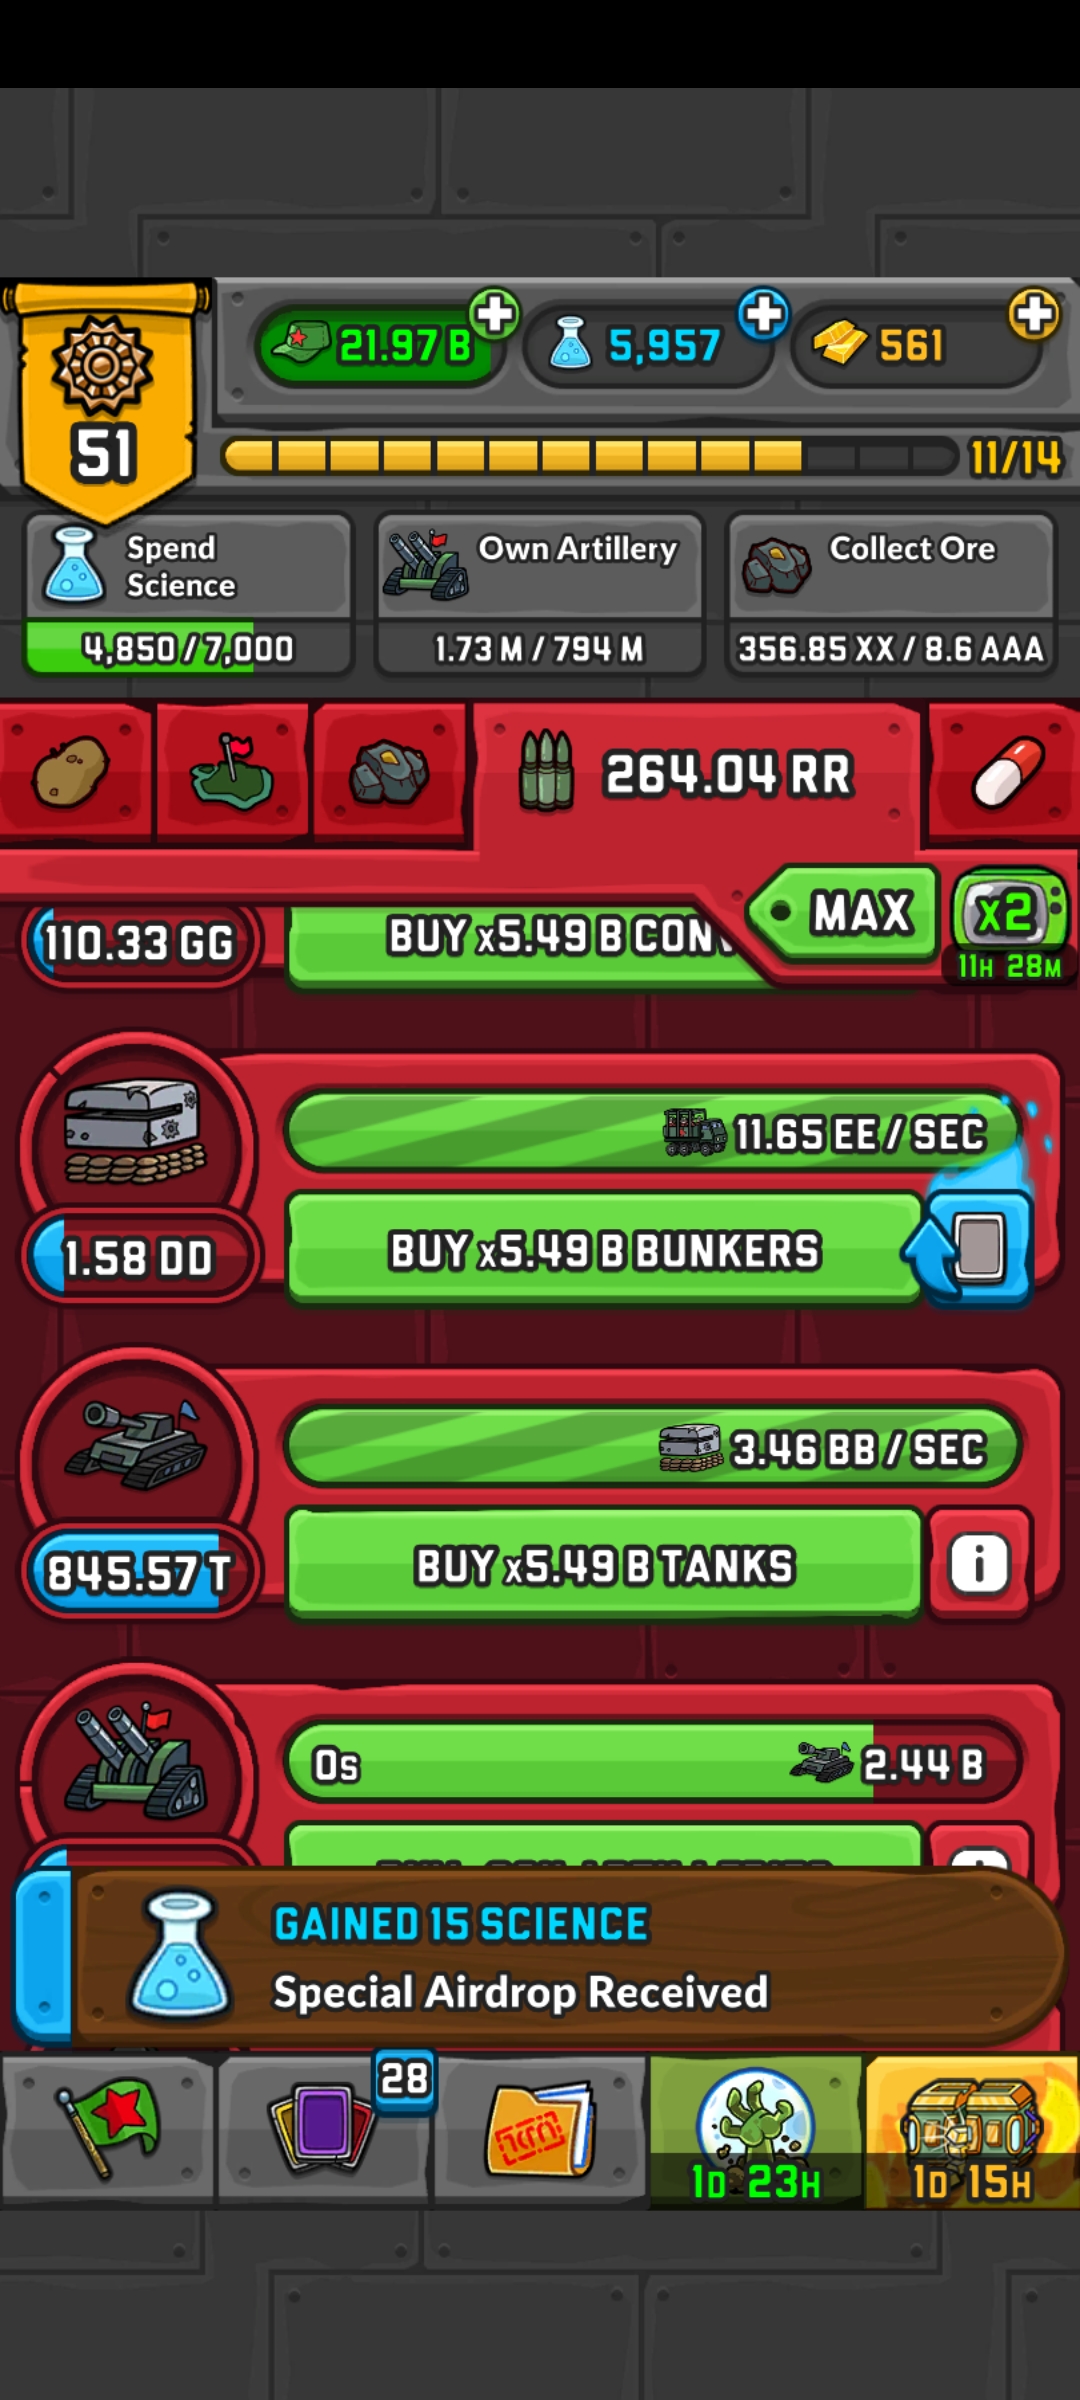 21.97 B
5,957
561
51
11/14
Spend
Science
4,850/7,000
Own Artillery
1.73 M/794 M
Collect Ore
356.85 XX/8.6 AAA
264.04 RR
MAX
x2
11H 28M
110.33 GG
BUY x5.49 B CON
11.65 EE/SEC
1.58 DD
BUY x5.49 B BUNKERS
3.46 BB/SEC
845.57 T
BUY x5.49 B TANKS
i
0s
2.44 B
GAINED 15 SCIENCE
Special Airdrop Received
28
1D 23H
1D 15H